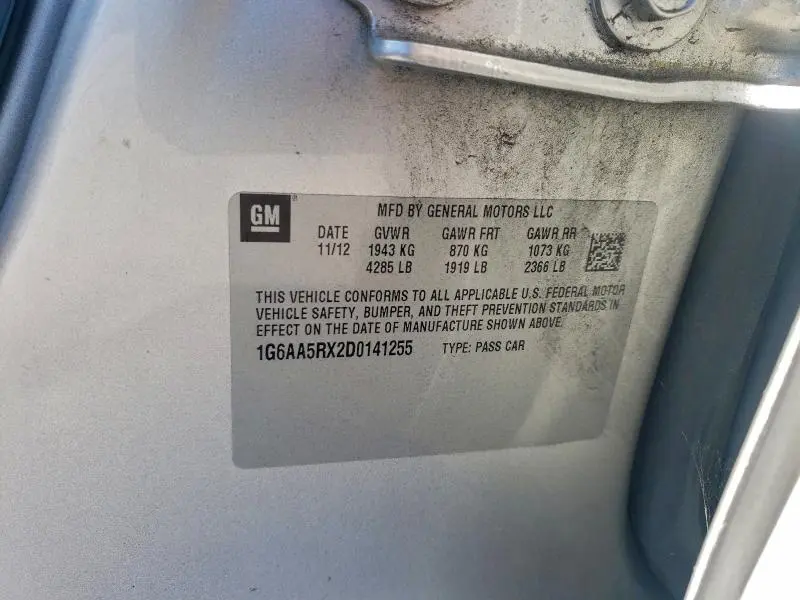 GM ® MFD BY GENERAL MOTORS LLC
DATE GVWR GAWR FRT GAWR RR
11/12 1943 KG 870 KG 1073 KG
4285 LB 1919 LB 2366 LB
THIS VEHICLE CONFORMS TO ALL APPLICABLE U.S. FEDERAL MOTOR
VEHICLE SAFETY, BUMPER, AND THEFT PREVENTION STANDARDS IN
EFFECT ON THE DATE OF MANUFACTURE SHOWN ABOVE.
1G6AA5RX2D0141255 TYPE: PASS CAR